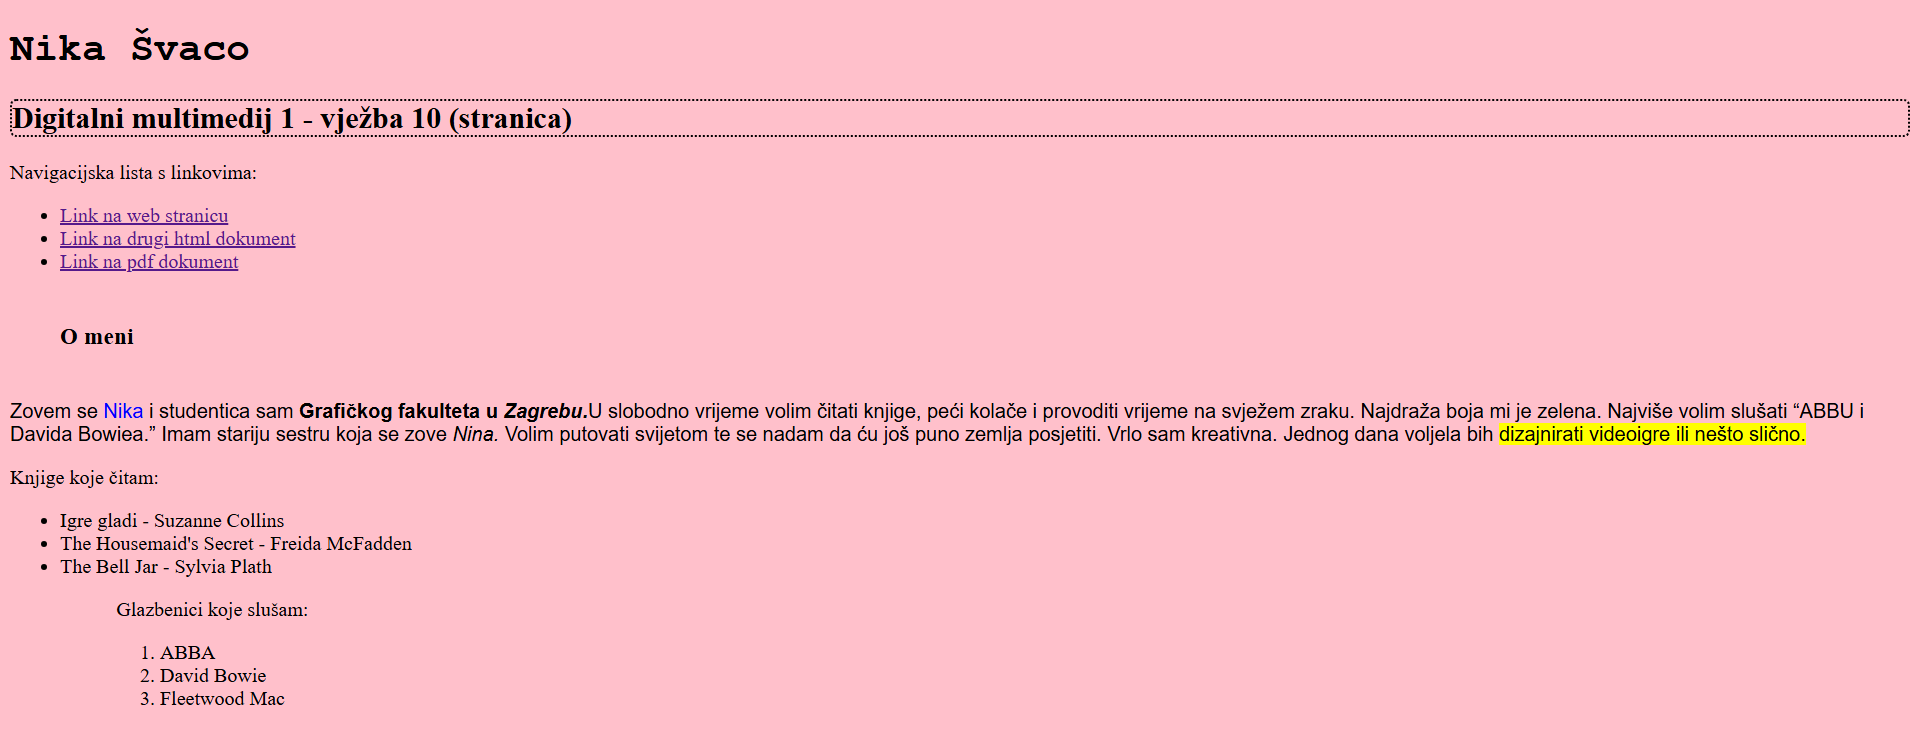 Nika Švaco
Digitalni multimedij 1 - vježba 10 (stranica)
Navigacijska lista s linkovima:
• Link na web stranicu
• Link na drugi html dokument
• Link na pdf dokument
O meni
Zovem se Nika i studentica sam Grafičkog fakulteta u Zagrebu.U slobodno vrijeme volim čitati knjige, peći kolače i provoditi vrijeme na svježem zraku. Najdraža boja mi je zelena. Najviše volim slušati “ABBU i
Davida Bowiea.” Imam stariju sestru koja se zove Nina. Volim putovati svijetom te se nadam da ću još puno zemlja posjetiti. Vrlo sam kreativna. Jednog dana voljela bih dizajnirati videoigre ili nešto slično.
Knjige koje čitam:
• Igre gladi - Suzanne Collins
• The Housemaid's Secret - Freida McFadden
• The Bell Jar - Sylvia Plath
Glazbenici koje slušam:
1. ABBA
2. David Bowie
3. Fleetwood Mac